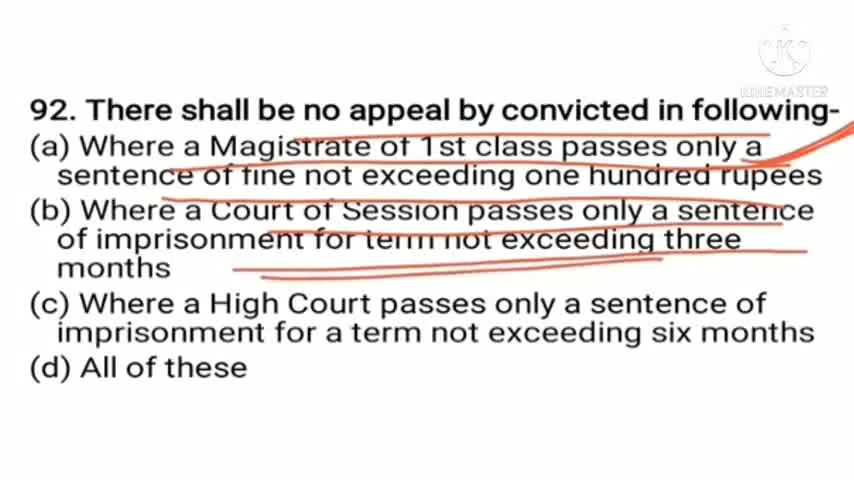 K
KINEMASTER
92. There shall be no appeal by convicted in following-
(a) Where a Magistrate of 1st class passes only a
sentence of fine not exceeding one hundred rupees
(b) Where a Court of Session passes only a sentence
of imprisonment for term not exceeding three
months
(c) Where a High Court passes only a sentence of
imprisonment for a term not exceeding six months
(d) All of these